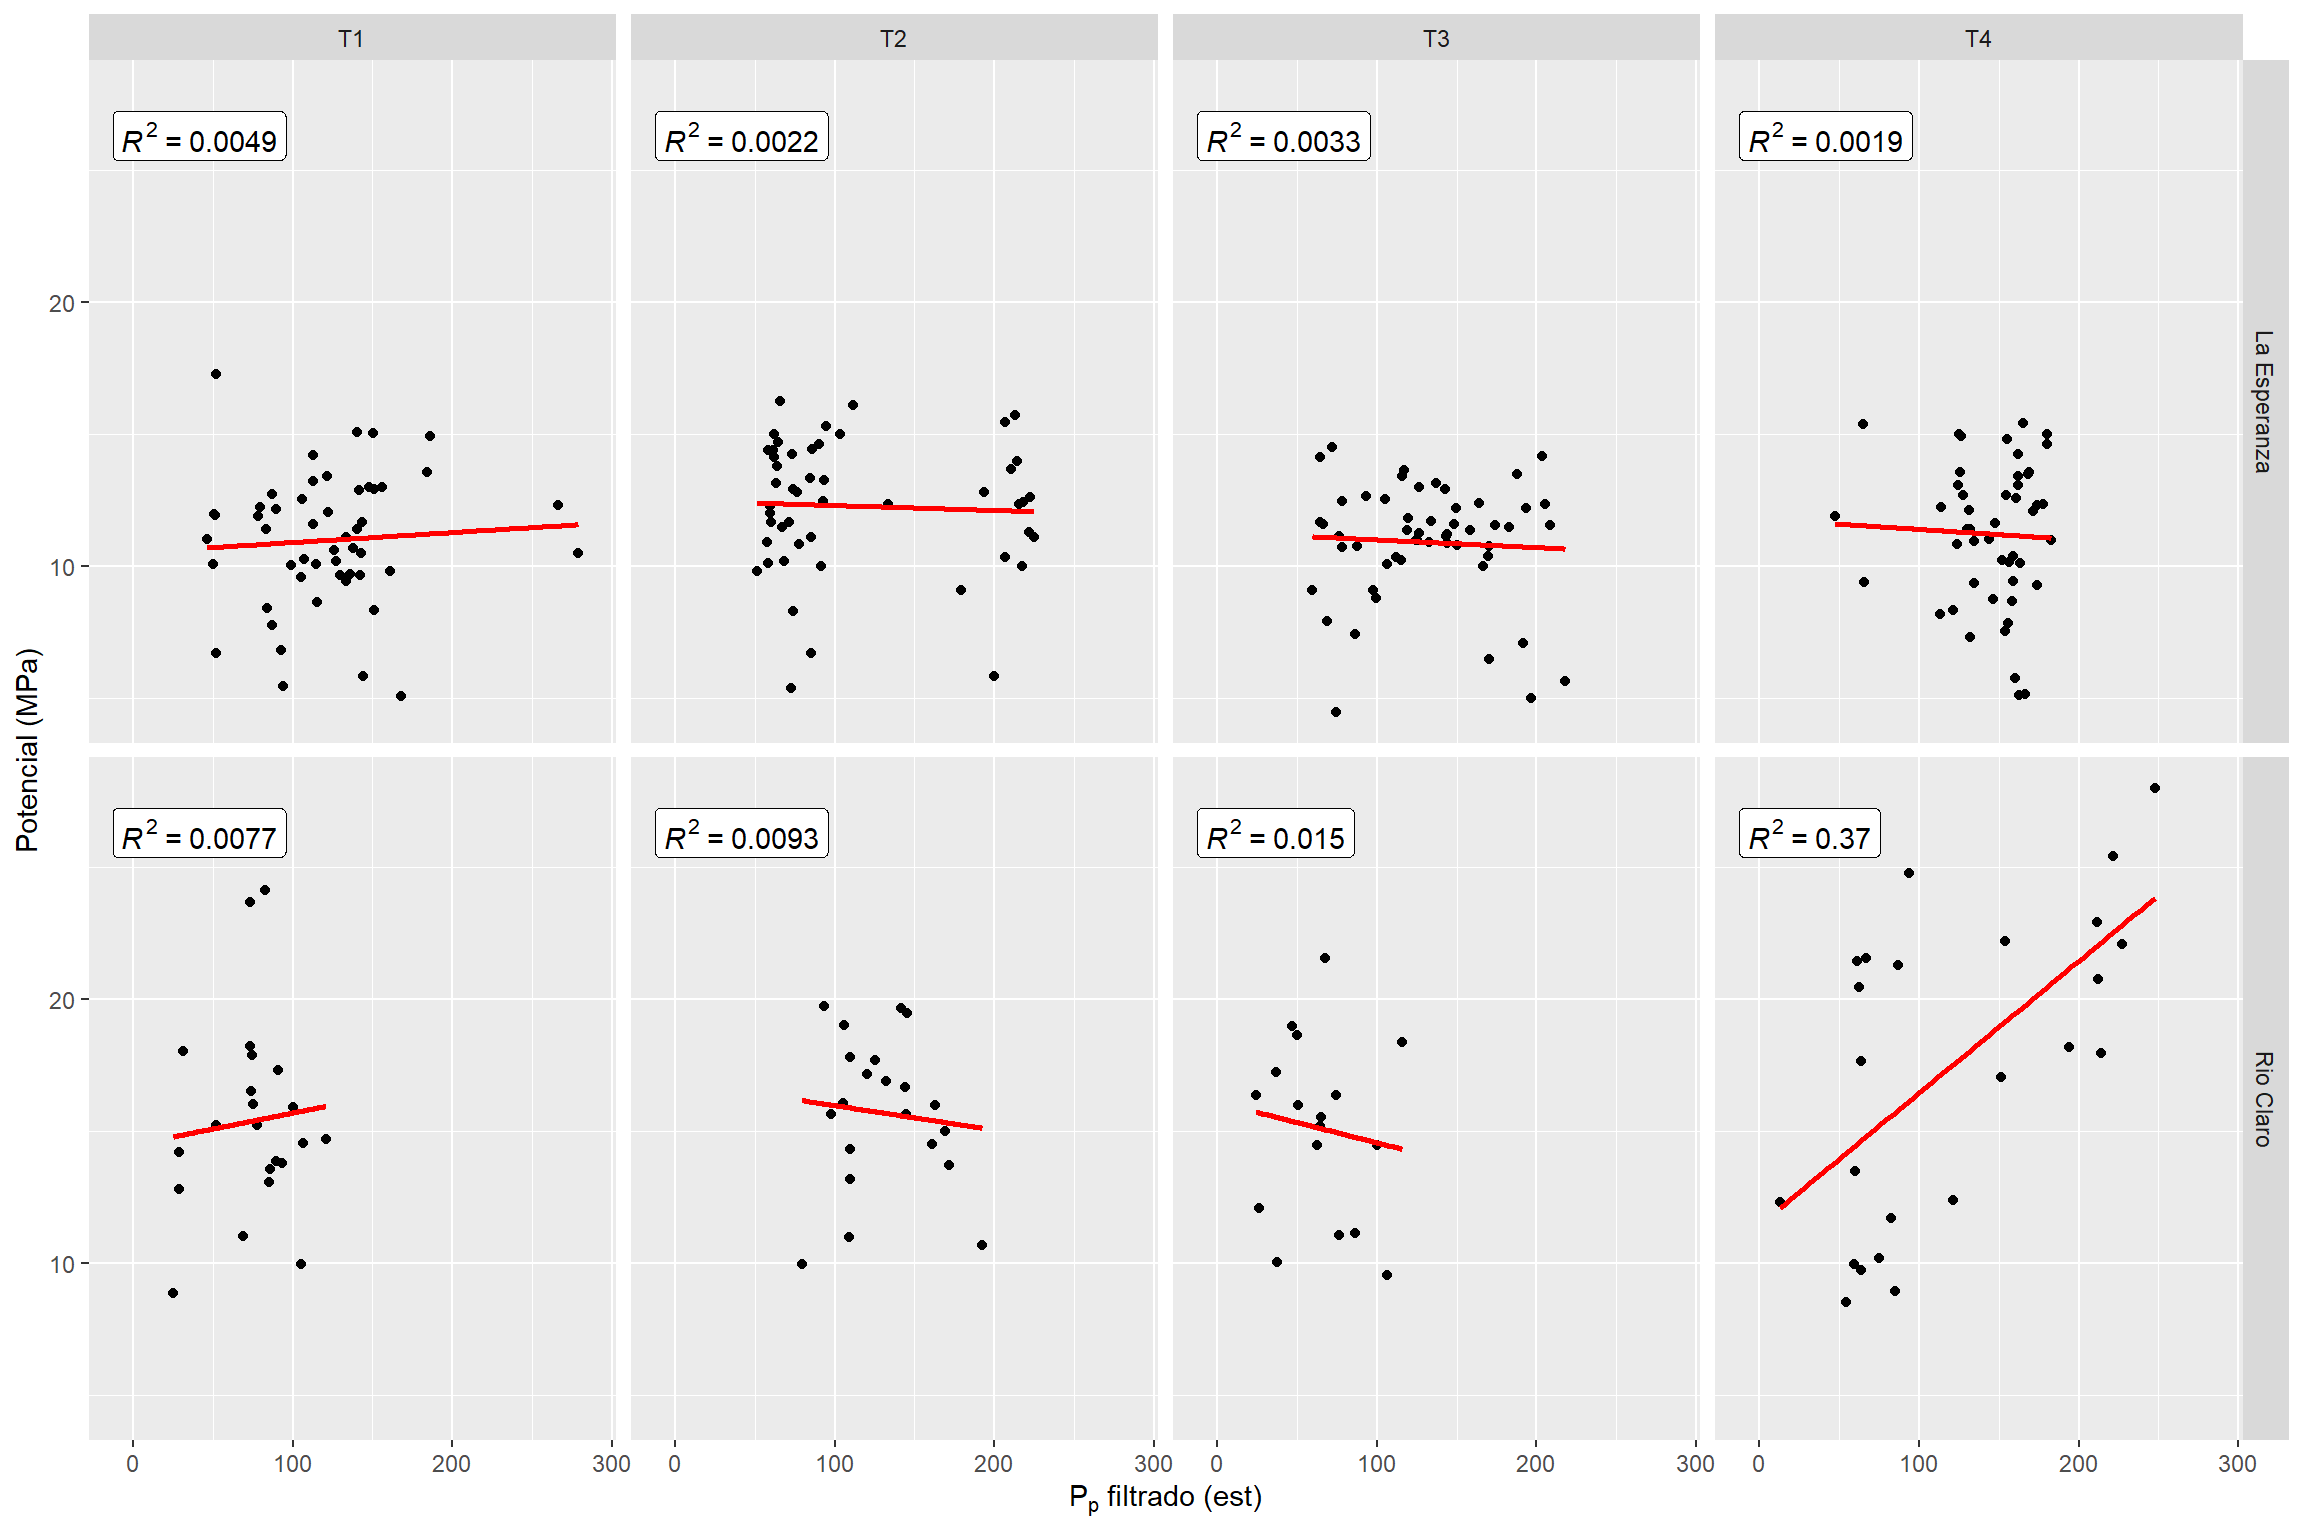 T1 T2 T3 T4
R² = 0.0049 R² = 0.0022 R² = 0.0033 R² = 0.0019
La Esperanza
20
10
Potencial (MPa)
R² = 0.0077 R² = 0.0093 R² = 0.015 R² = 0.37
Rio Claro
20
10
0 100 200 300 0 100 200 300 0 100 200 300 0 100 200 300
Pₚ filtrado (est)